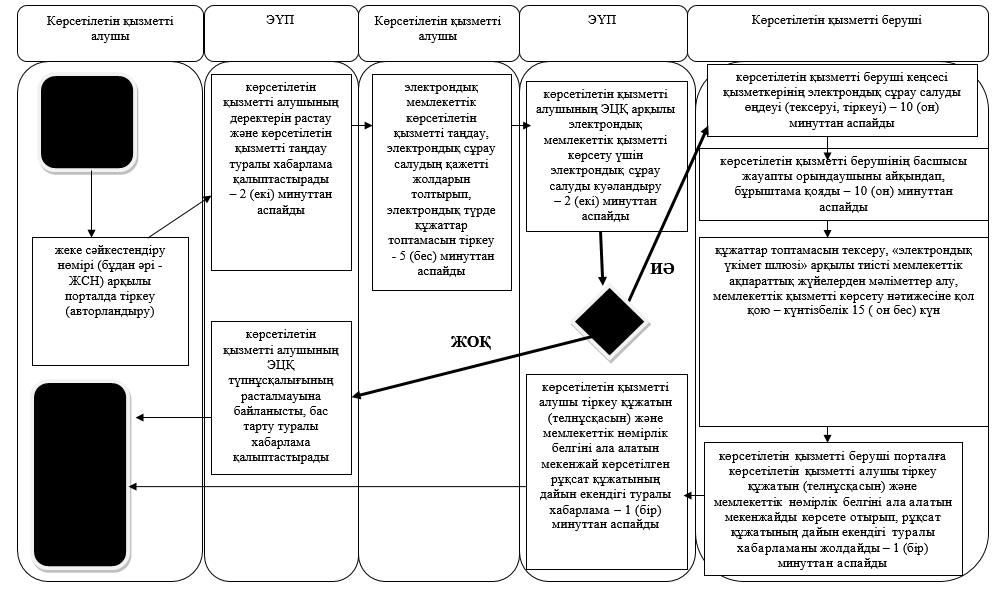 Көрсетілетін қызметті
алушы
ЭҮП
Көрсетілетін қызметті
алушы
ЭҮП
Көрсетілетін қызметті беруші
жеке сәйкестендіру
нөмірі (бұдан әрі -
ЖСН) арқылы
порталда тіркеу
(авторландыру)
көрсетілетін
қызметті алушының
деректерін растау
және көрсетілетін
қызметті таңдау
туралы хабарлама
қалыптастырады
– 2 (екі) минуттан
аспайды
электрондық
мемлекеттік
көрсетілетін
қызметті таңдау,
электрондық сұрау
салудың қажетті
жолдарын
толтырып,
электрондық түрде
құжаттар
топтамасын тіркеу
- 5 (бес) минуттан
аспайды
көрсетілетін қызметті
алушының ЭЦҚ арқылы
электрондық
мемлекеттік қызметті
көрсету үшін
электрондық сұрау
салуды куәландыру
– 2 (екі) минуттан
аспайды
ИӘ
ЖОҚ
көрсетілетін қызметті беруші кеңсесі
қызметкерінің электрондық сұрау салуды
өңдеуі (тексеруі, тіркеуі) – 10 (он)
минуттан аспайды
көрсетілетін қызметті берушінің басшысы
жауапты орындаушыны айқындап,
бұрыштама қояды – 10 (он) минуттан
аспайды
құжаттар топтамасын тексеру, «электрондық
үкімет шлюзі» арқылы тиісті мемлекеттік
ақпараттық жүйелерден мәліметтер алу,
мемлекеттік қызметті көрсету нәтижесіне қол
қою – күнтізбелік 15 ( он бес) күн
көрсетілетін қызметті беруші порталға
көрсетілетін қызметті алушы тіркеу
құжатын (телнұсқасын) және
мемлекеттік нөмірлік белгіні ала алатын
мекенжайды көрсете отырып, рұқсат
құжатының дайын екендігі туралы
хабарламаны жолдайды – 1 (бір)
минуттан аспайды
көрсетілетін қызметті
алушы тіркеу құжатын
(телнұсқасын) және
мемлекеттік нөмірлік
белгіні ала алатын
мекенжай көрсетілген
рұқсат құжатының
дайын екендігі туралы
хабарлама – 1 (бір)
минуттан аспайды
көрсетілетін
қызметті алушының
ЭЦҚ
түпнұсқалығының
расталмауына
байланысты, бас
тарту туралы
хабарлама
қалыптастырады